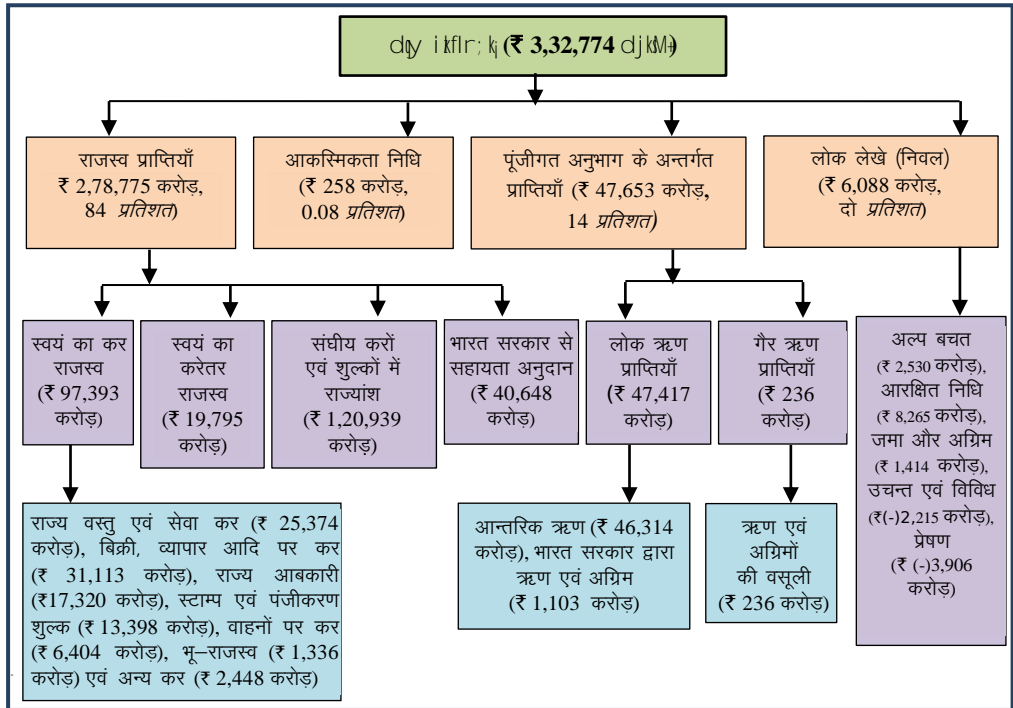 dqy izkfIr;k¡ (₹ 3,32,774 djksM+)
राजस्व प्राप्तियाँ
₹ 2,78,775 करोड़,
84 प्रतिशत)
आकस्मिकता निधि
(₹ 258 करोड़,
0.08 प्रतिशत)
पूंजीगत अनुभाग के अन्तर्गत
प्राप्तियाँ (₹ 47,653 करोड़,
14 प्रतिशत)
लोक लेखे (निवल)
(₹ 6,088 करोड़,
दो प्रतिशत)
स्वयं का कर
राजस्व
(₹ 97,393
करोड़)
स्वयं का
करेतर
राजस्व
(₹ 19,795
करोड़)
संघीय करों
एवं शुल्कों में
राज्यांश
(₹ 1,20,939
करोड़)
भारत सरकार से
सहायता अनुदान
(₹ 40,648
करोड़)
लोक ऋण
प्राप्तियाँ
(₹ 47,417
करोड़)
गैर ऋण
प्राप्तियाँ
(₹ 236
करोड़)
अल्प बचत
(₹ 2,530 करोड़),
आरक्षित निधि
(₹ 8,265 करोड़),
जमा और अग्रिम
(₹ 1,414 करोड़),
उचन्त एवं विविध
(₹(-)2,215 करोड़),
प्रेषण
(₹ (-)3,906
करोड़)
राज्य वस्तु एवं सेवा कर (₹ 25,374
करोड़), बिक्री, व्यापार आदि पर कर
(₹ 31,113 करोड़), राज्य आबकारी
(₹17,320 करोड़), स्टाम्प एवं पंजीकरण
शुल्क (₹ 13,398 करोड़), वाहनों पर कर
(₹ 6,404 करोड़), भू–राजस्व (₹ 1,336
करोड़) एवं अन्य कर (₹ 2,448 करोड़)
आन्तरिक ऋण (₹ 46,314
करोड़), भारत सरकार द्वारा
ऋण एवं अग्रिम
(₹ 1,103 करोड़)
ऋण एवं
अग्रिमों
की वसूली
(₹ 236 करोड़)